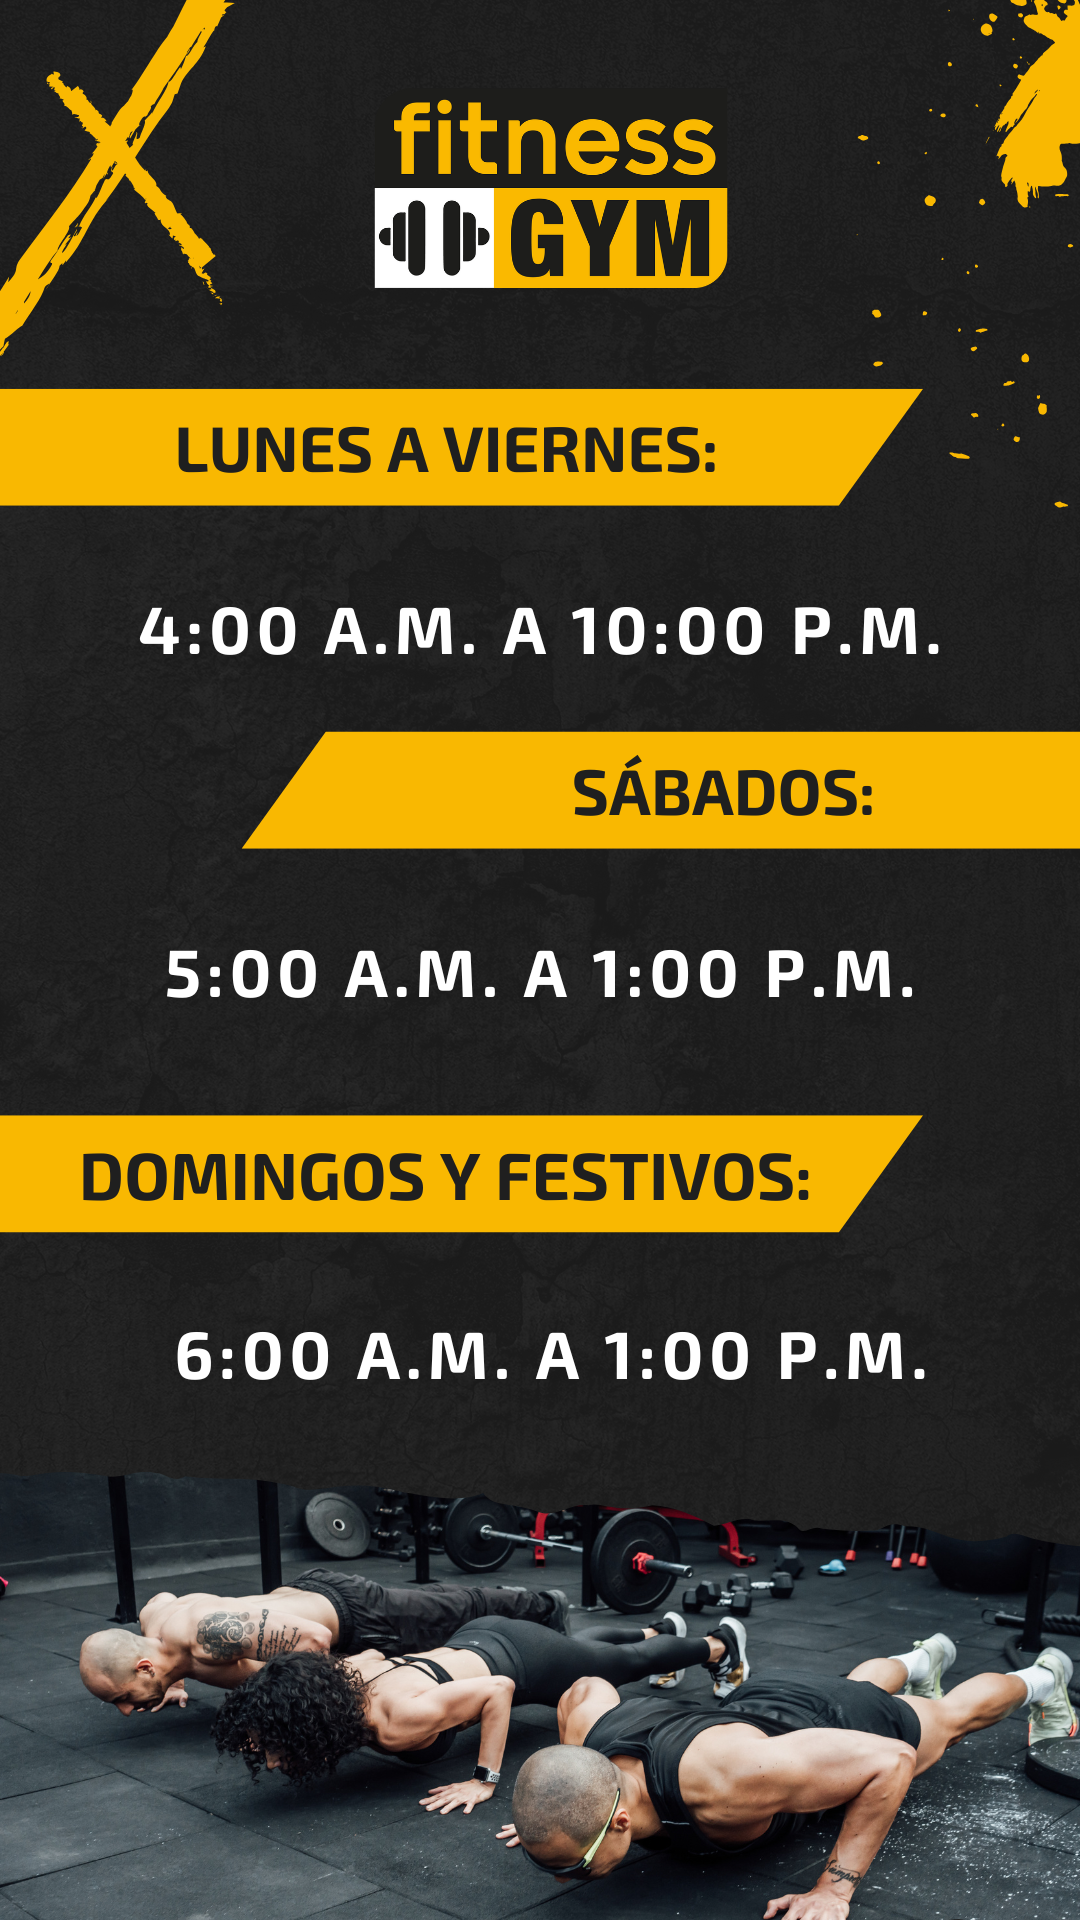 fitness
GYM
LUNES A VIERNES:
4:00 A.M. A 10:00 P.M.
SÁBADOS:
5:00 A.M. A 1:00 P.M.
DOMINGOS Y FESTIVOS:
6:00 A.M. A 1:00 P.M.